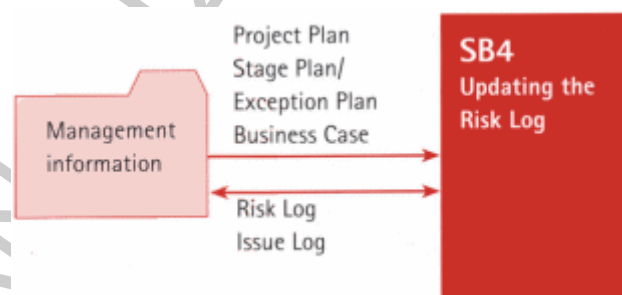 Project Plan
Stage Plan/
Exception Plan
Business Case
Management
information
Risk Log
Issue Log
SB4
Updating the
Risk Log